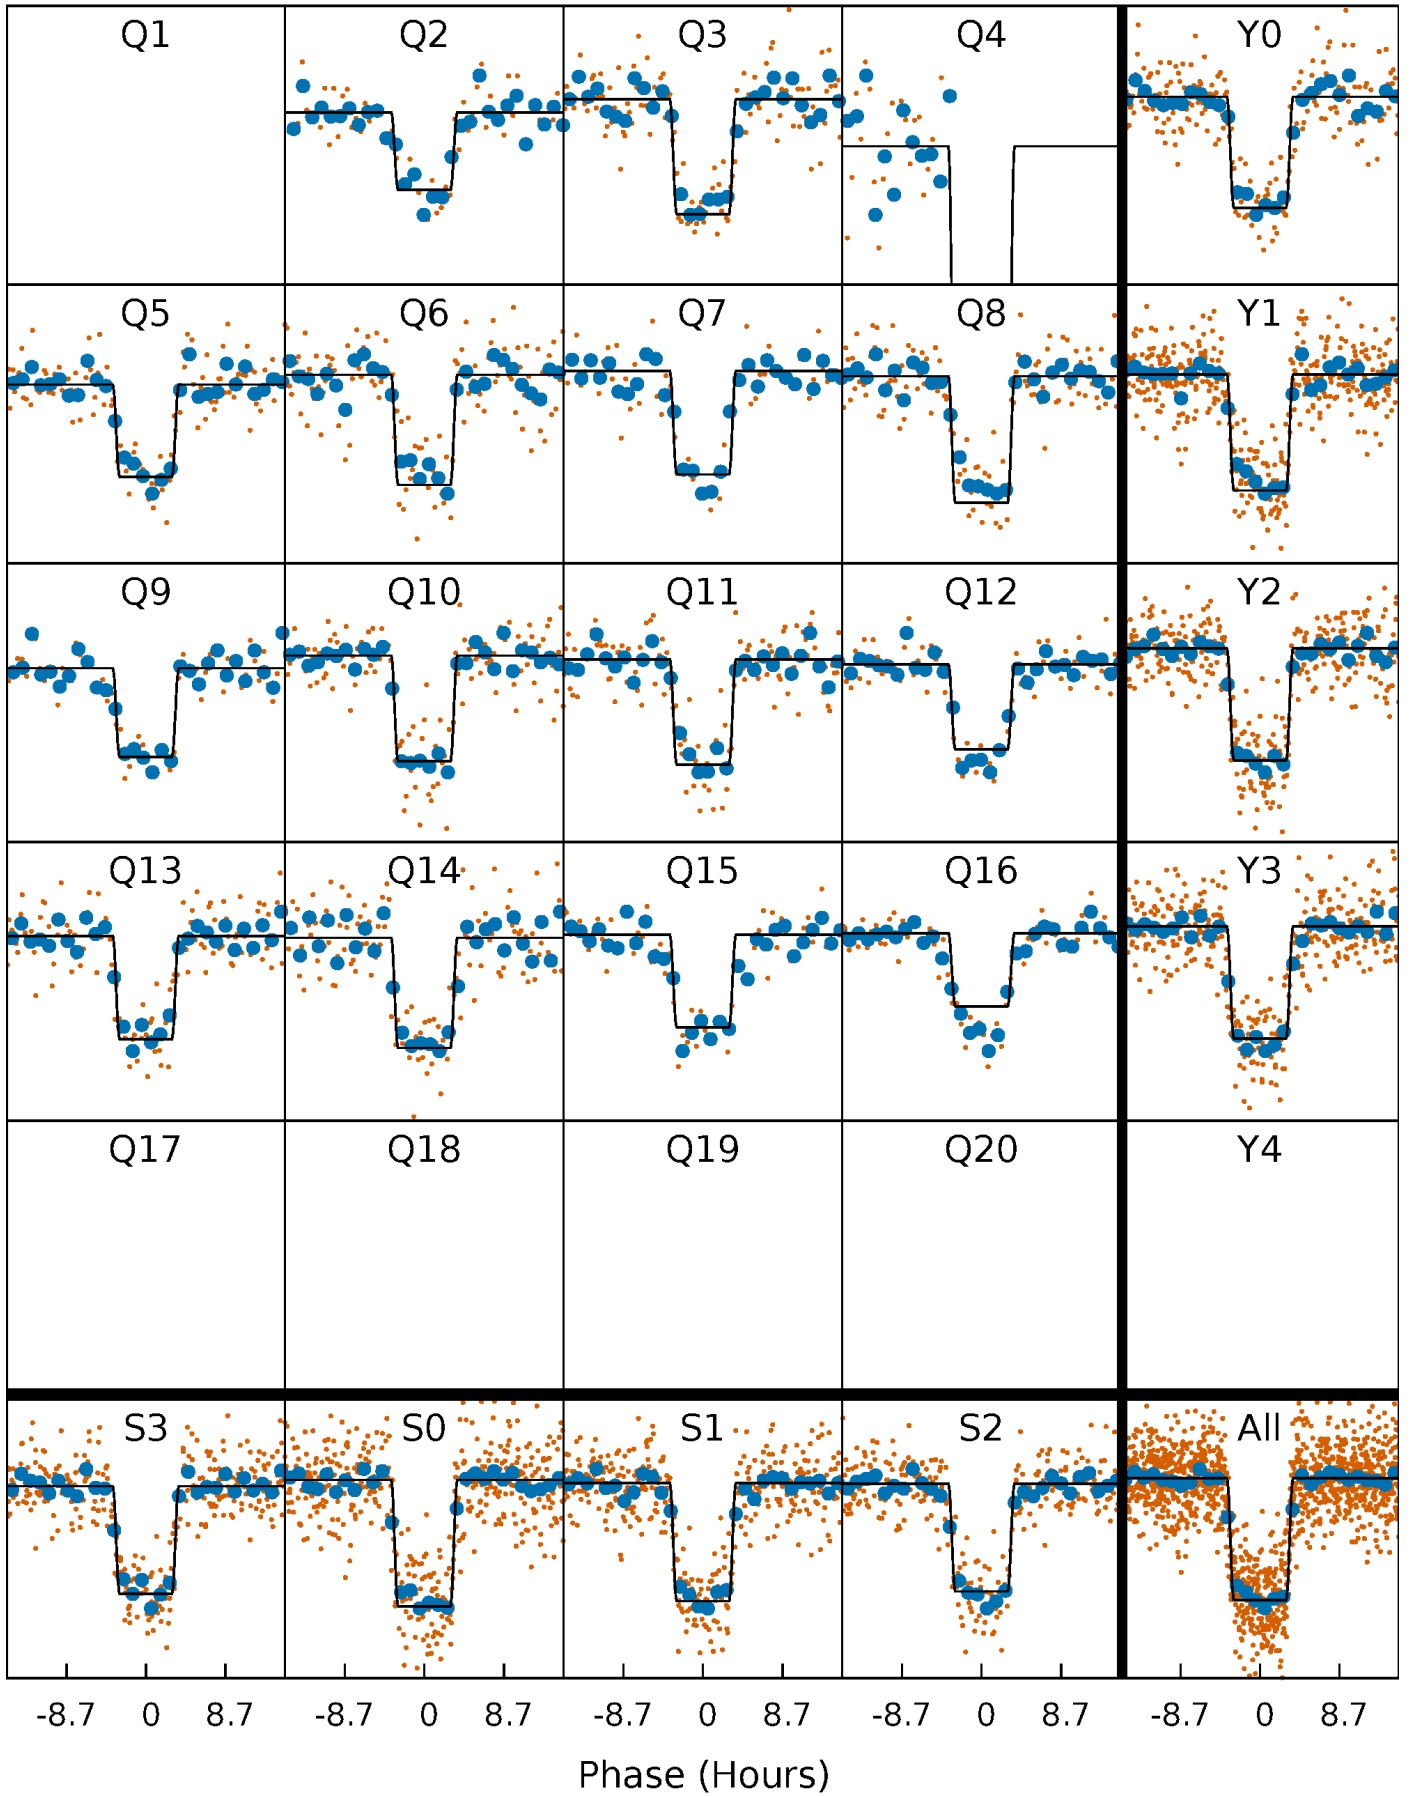 Q1 Q2 Q3 Q4 Y0
Q5 Q6 Q7 Q8 Y1
Q9 Q10 Q11 Q12 Y2
Q13 Q14 Q15 Q16 Y3
Q17 Q18 Q19 Q20 Y4
S3 S0 S1 S2 All
-8.7 0 8.7 -8.7 0 8.7 -8.7 0 8.7 -8.7 0 8.7 -8.7 0 8.7
Phase (Hours)